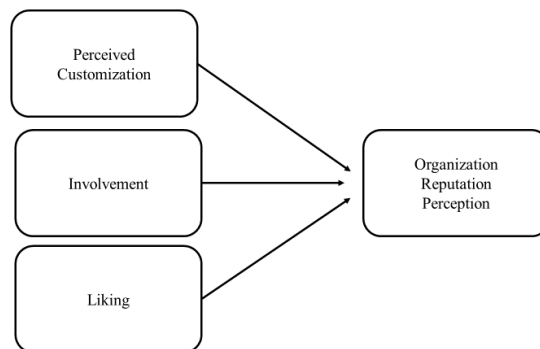 Perceived
Customization
Involvement
Liking
Organization
Reputation
Perception